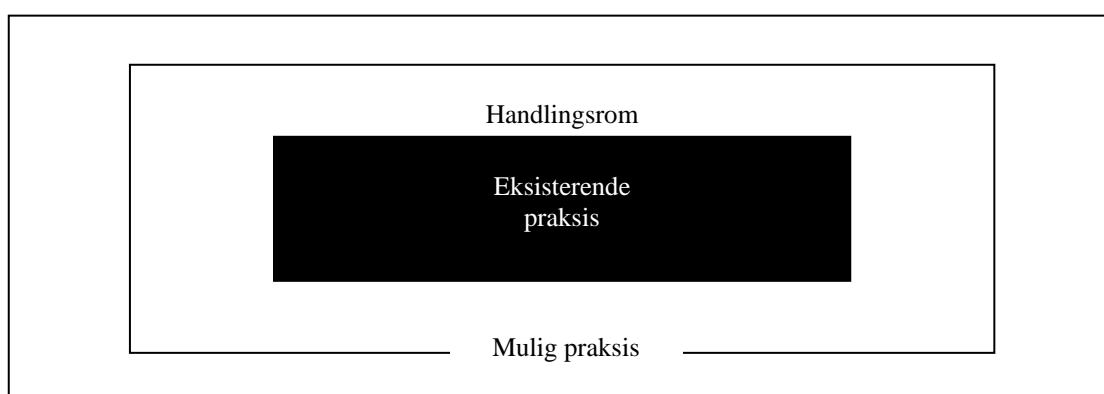 Handlingsrom
Eksisterende
praksis
Mulig praksis